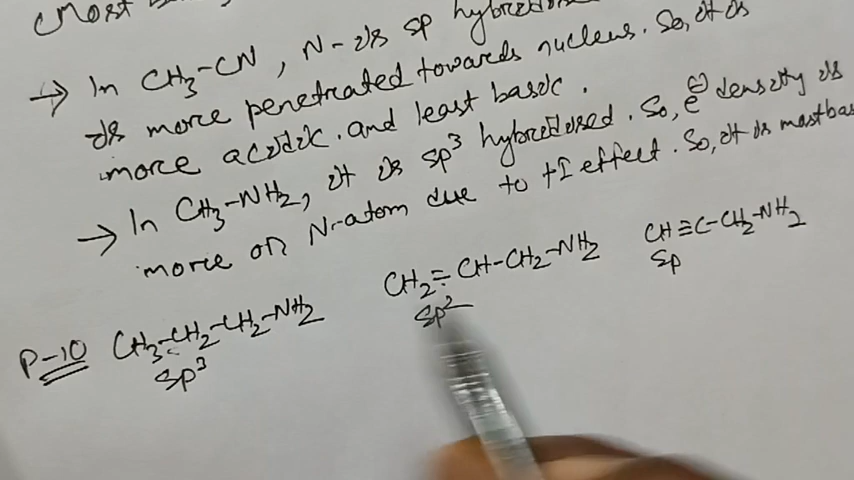 Most
→ In CH₃-CN, N- is sp hybridised
is more penetrated towards nucleus. So, it is
more acidic. and least basic.
→ In CH₃-NH₂, it is sp³ hybridised. So, e⊖ density is
more on N-atom due to +I effect. So, it is most bas
P-10 CH₃-CH₂-CH₂-NH₂ CH₂=CH-CH₂-NH₂ CH≡C-CH₂-NH₂
sp³ sp² sp